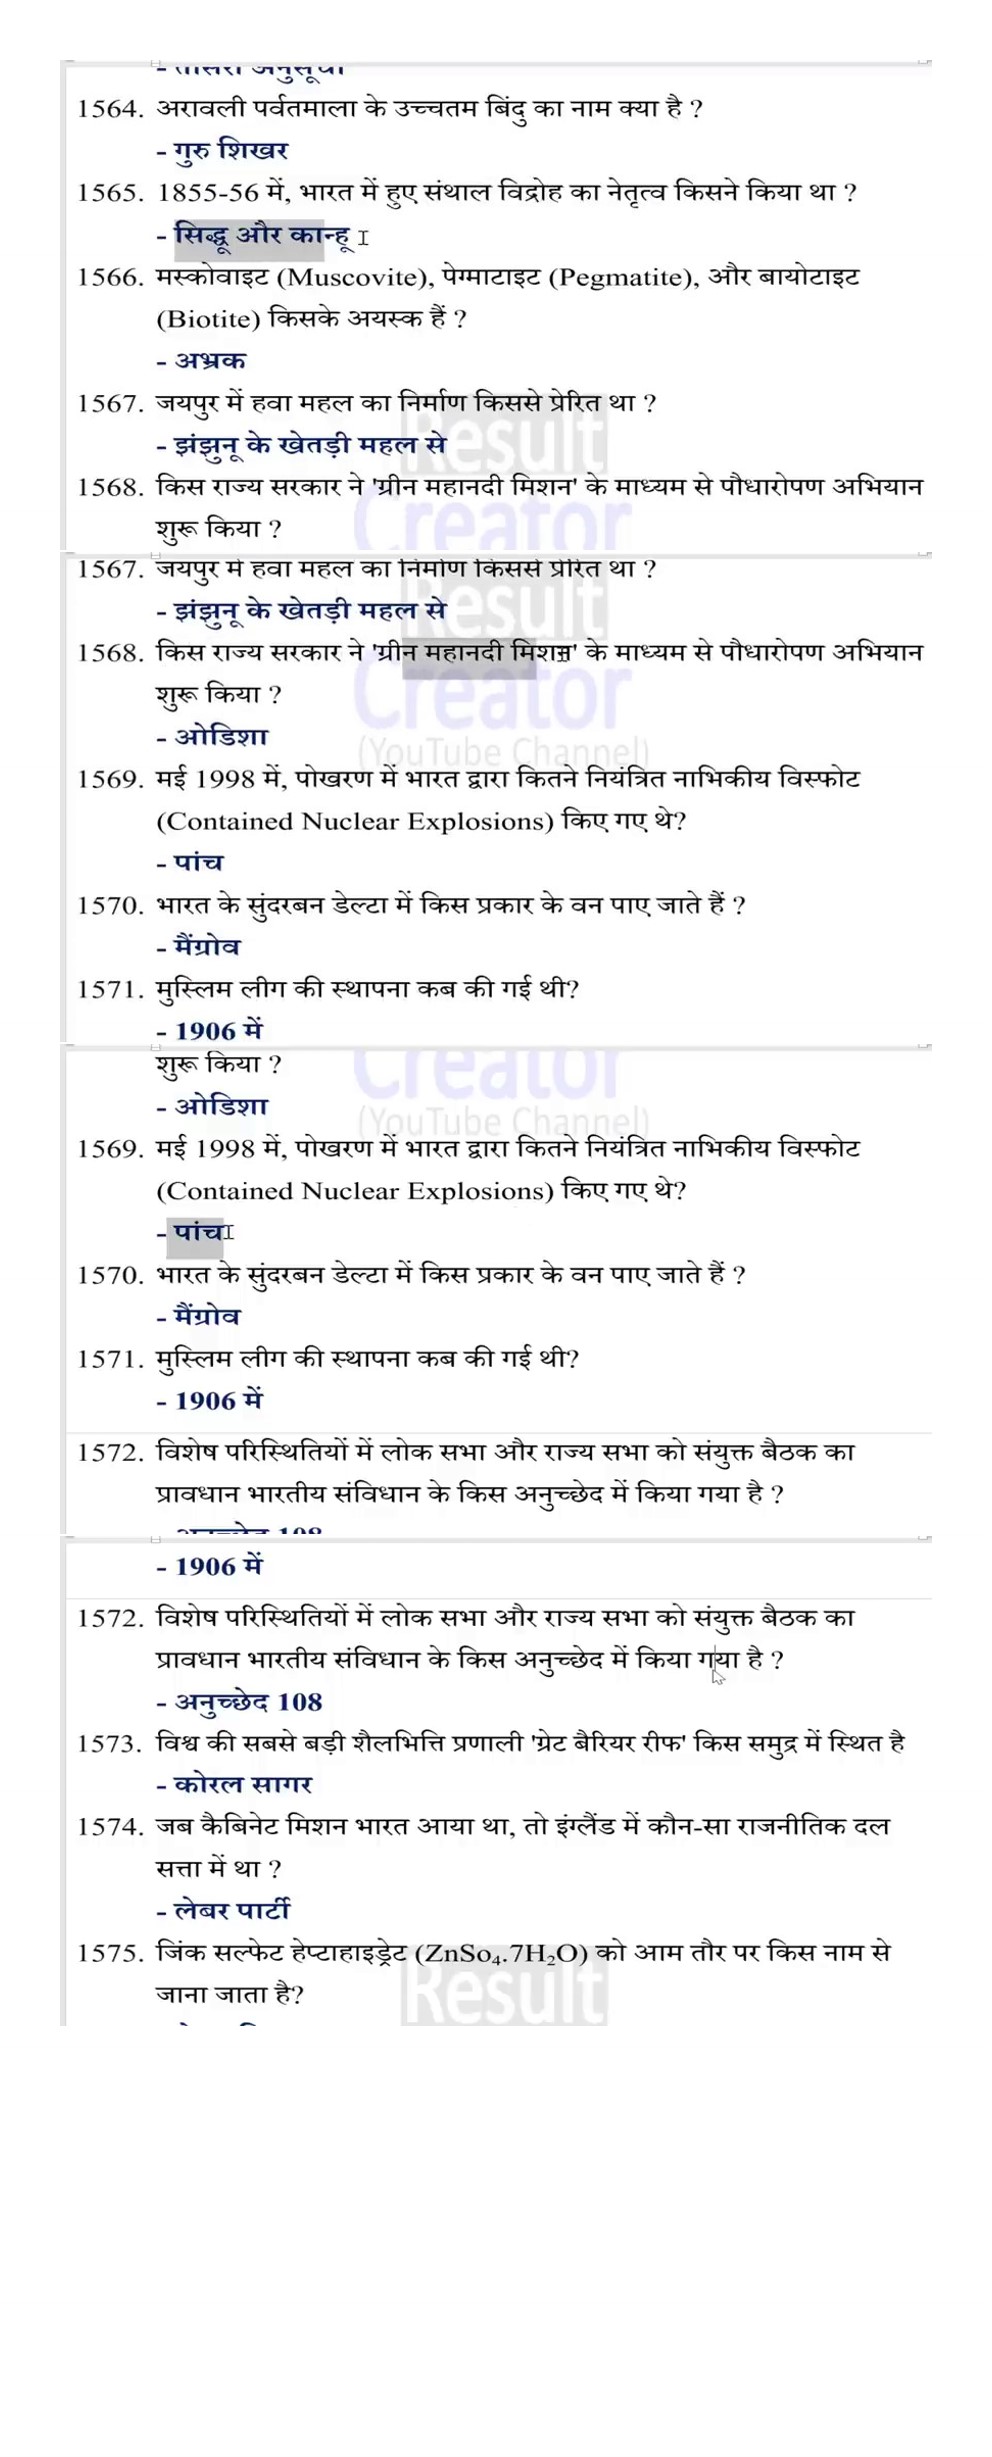 - तीसरी अनुसूची
1564. अरावली पर्वतमाला के उच्चतम बिंदु का नाम क्या है ?
- गुरु शिखर
1565. 1855-56 में, भारत में हुए संथाल विद्रोह का नेतृत्व किसने किया था ?
- सिद्धू और कान्हू
1566. मस्कोवाइट (Muscovite), पेग्माटाइट (Pegmatite), और बायोटाइट
(Biotite) किसके अयस्क हैं ?
- अभ्रक
1567. जयपुर में हवा महल का निर्माण किससे प्रेरित था ?
Result
- झंझुनू के खेतड़ी महल से
1568. किस राज्य सरकार ने 'ग्रीन महानदी मिशन' के माध्यम से पौधारोपण अभियान
Creator
शुरू किया ?
1567. जयपुर में हवा महल का निर्माण किससे प्रेरित था ?
Result
- झंझुनू के खेतड़ी महल से
1568. किस राज्य सरकार ने 'ग्रीन महानदी मिशन' के माध्यम से पौधारोपण अभियान
Creator
शुरू किया ?
- ओडिशा
(YouTube Channel)
1569. मई 1998 में, पोखरण में भारत द्वारा कितने नियंत्रित नाभिकीय विस्फोट
(Contained Nuclear Explosions) किए गए थे?
- पांच
1570. भारत के सुंदरबन डेल्टा में किस प्रकार के वन पाए जाते हैं ?
- मैंग्रोव
1571. मुस्लिम लीग की स्थापना कब की गई थी?
- 1906 में
Creator
शुरू किया ?
- ओडिशा
(YouTube Channel)
1569. मई 1998 में, पोखरण में भारत द्वारा कितने नियंत्रित नाभिकीय विस्फोट
(Contained Nuclear Explosions) किए गए थे?
- पांच
1570. भारत के सुंदरबन डेल्टा में किस प्रकार के वन पाए जाते हैं ?
- मैंग्रोव
1571. मुस्लिम लीग की स्थापना कब की गई थी?
- 1906 में
1572. विशेष परिस्थितियों में लोक सभा और राज्य सभा को संयुक्त बैठक का
प्रावधान भारतीय संविधान के किस अनुच्छेद में किया गया है ?
- अनुच्छेद 108
- 1906 में
1572. विशेष परिस्थितियों में लोक सभा और राज्य सभा को संयुक्त बैठक का
प्रावधान भारतीय संविधान के किस अनुच्छेद में किया गया है ?
- अनुच्छेद 108
1573. विश्व की सबसे बड़ी शैलभित्ति प्रणाली 'ग्रेट बैरियर रीफ' किस समुद्र में स्थित है
- कोरल सागर
1574. जब कैबिनेट मिशन भारत आया था, तो इंग्लैंड में कौन-सा राजनीतिक दल
सत्ता में था ?
- लेबर पार्टी
1575. जिंक सल्फेट हेप्टाहाइड्रेट (ZnSo₄.7H₂O) को आम तौर पर किस नाम से
Result
जाना जाता है?